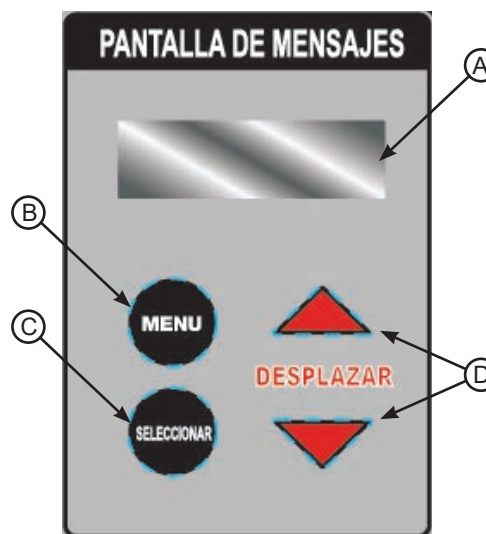 PANTALLA DE MENSAJES
A
B
MENU
C
DESPLAZAR
D
SELECCIONAR